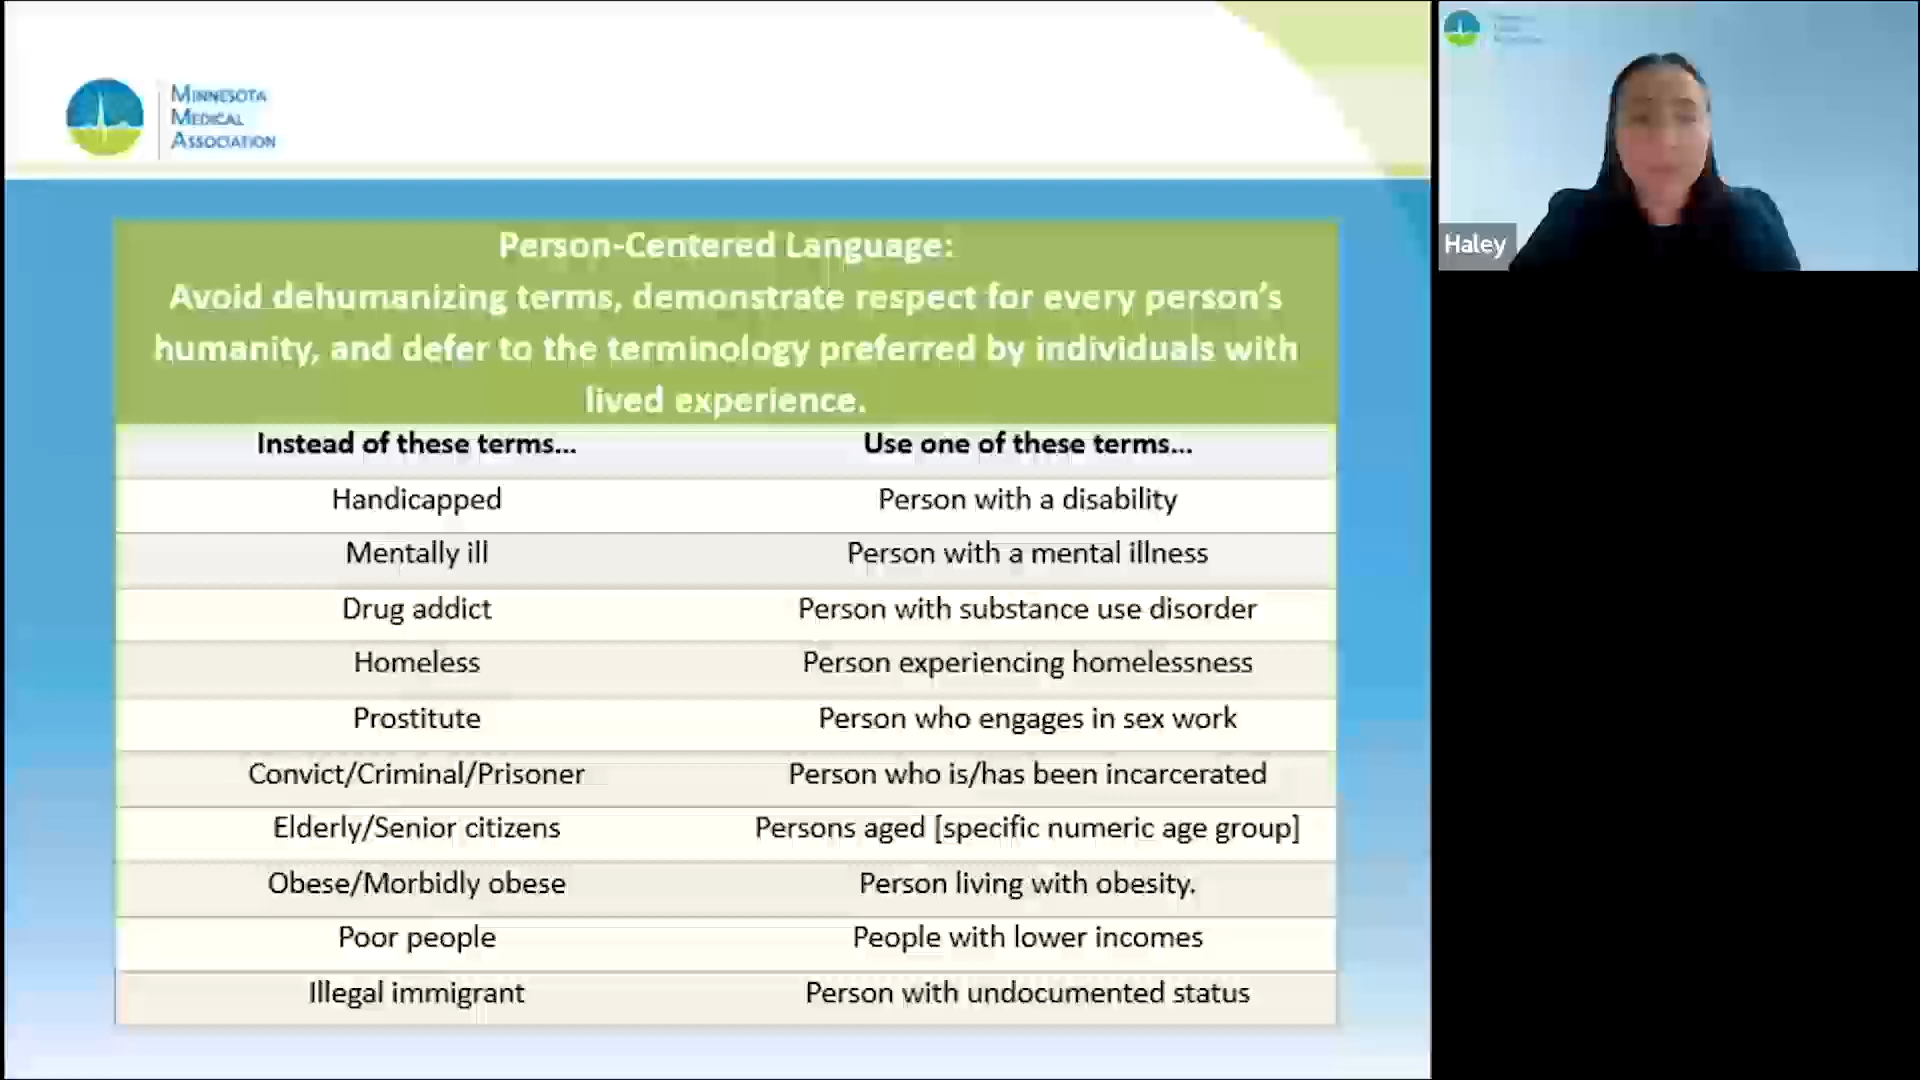 MINNESOTA
MEDICAL
ASSOCIATION
Person-Centered Language:
Avoid dehumanizing terms, demonstrate respect for every person's
humanity, and defer to the terminology preferred by individuals with
lived experience.
Instead of these terms... Use one of these terms...
Handicapped Person with a disability
Mentally ill Person with a mental illness
Drug addict Person with substance use disorder
Homeless Person experiencing homelessness
Prostitute Person who engages in sex work
Convict/Criminal/Prisoner Person who is/has been incarcerated
Elderly/Senior citizens Persons aged [specific numeric age group]
Obese/Morbidly obese Person living with obesity.
Poor people People with lower incomes
Illegal immigrant Person with undocumented status
Haley